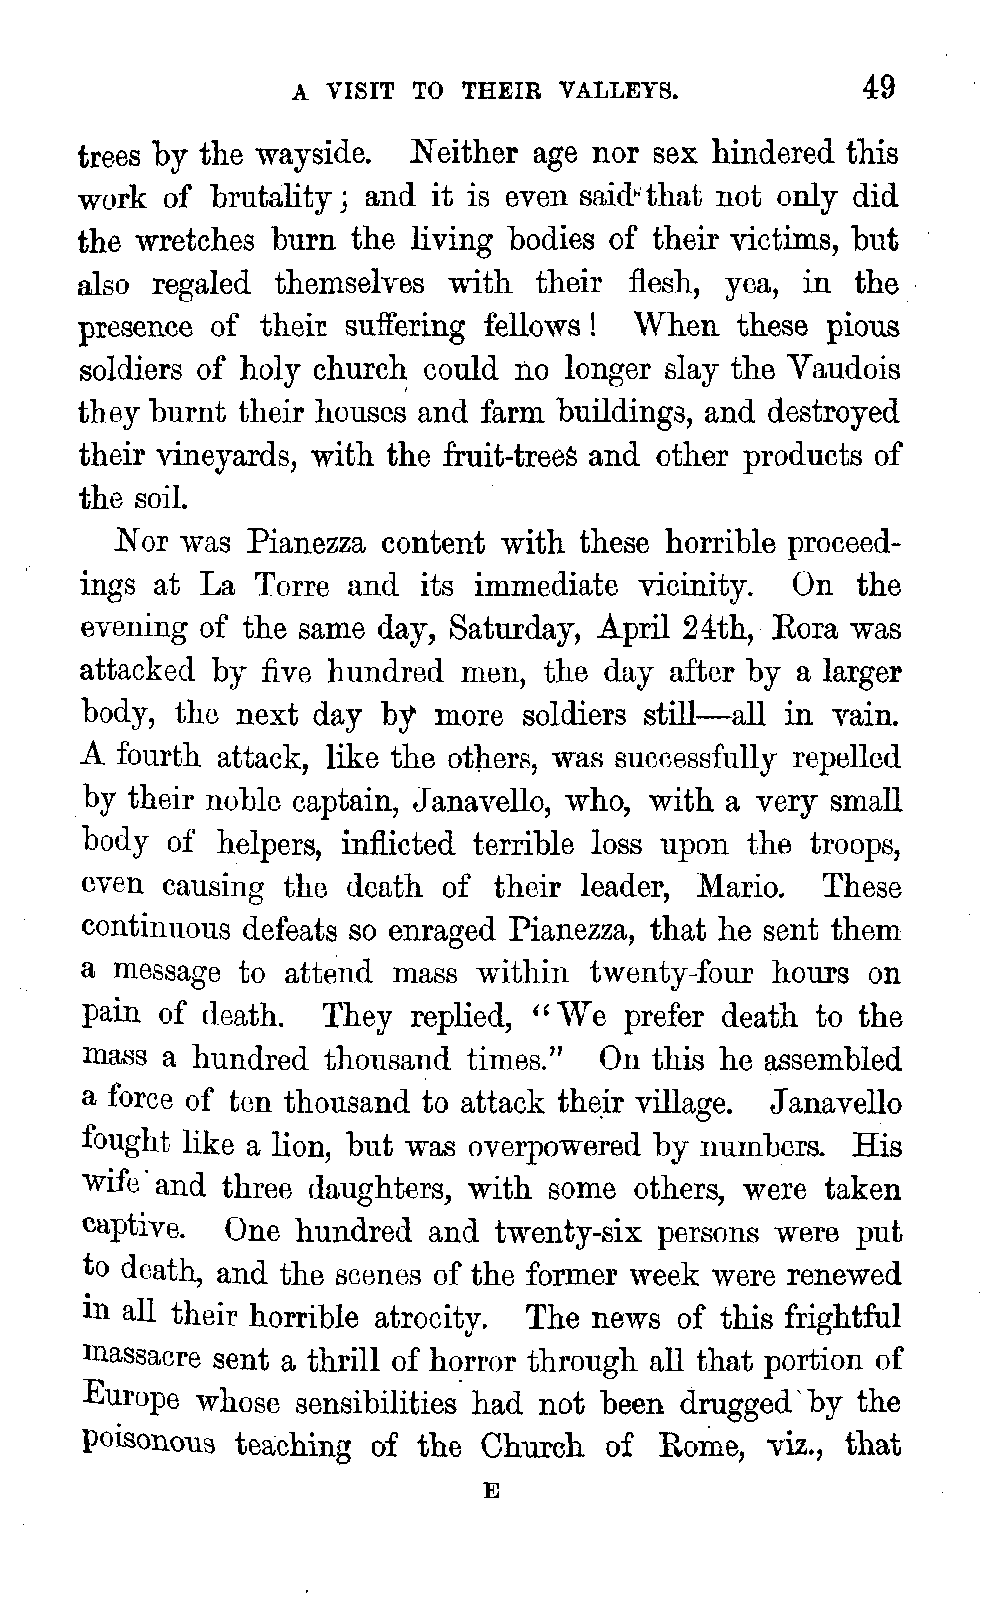 A VISIT TO THEIR VALLEYS. 49
trees by the wayside. Neither age nor sex hindered this
work of brutality; and it is even said that not only did
the wretches burn the living bodies of their victims, but
also regaled themselves with their flesh, yea, in the
presence of their suffering fellows! When these pious
soldiers of holy church could no longer slay the Vaudois
they burnt their houses and farm buildings, and destroyed
their vineyards, with the fruit-trees and other products of
the soil.
Nor was Pianezza content with these horrible proceed-
ings at La Torre and its immediate vicinity. On the
evening of the same day, Saturday, April 24th, Rora was
attacked by five hundred men, the day after by a larger
body, the next day by more soldiers still—all in vain.
A fourth attack, like the others, was successfully repelled
by their noble captain, Janavello, who, with a very small
body of helpers, inflicted terrible loss upon the troops,
even causing the death of their leader, Mario. These
continuous defeats so enraged Pianezza, that he sent them
a message to attend mass within twenty-four hours on
pain of death. They replied, “We prefer death to the
mass a hundred thousand times.” On this he assembled
a force of ten thousand to attack their village. Janavello
fought like a lion, but was overpowered by numbers. His
wife and three daughters, with some others, were taken
captive. One hundred and twenty-six persons were put
to death, and the scenes of the former week were renewed
in all their horrible atrocity. The news of this frightful
massacre sent a thrill of horror through all that portion of
Europe whose sensibilities had not been drugged by the
poisonous teaching of the Church of Rome, viz., that
E